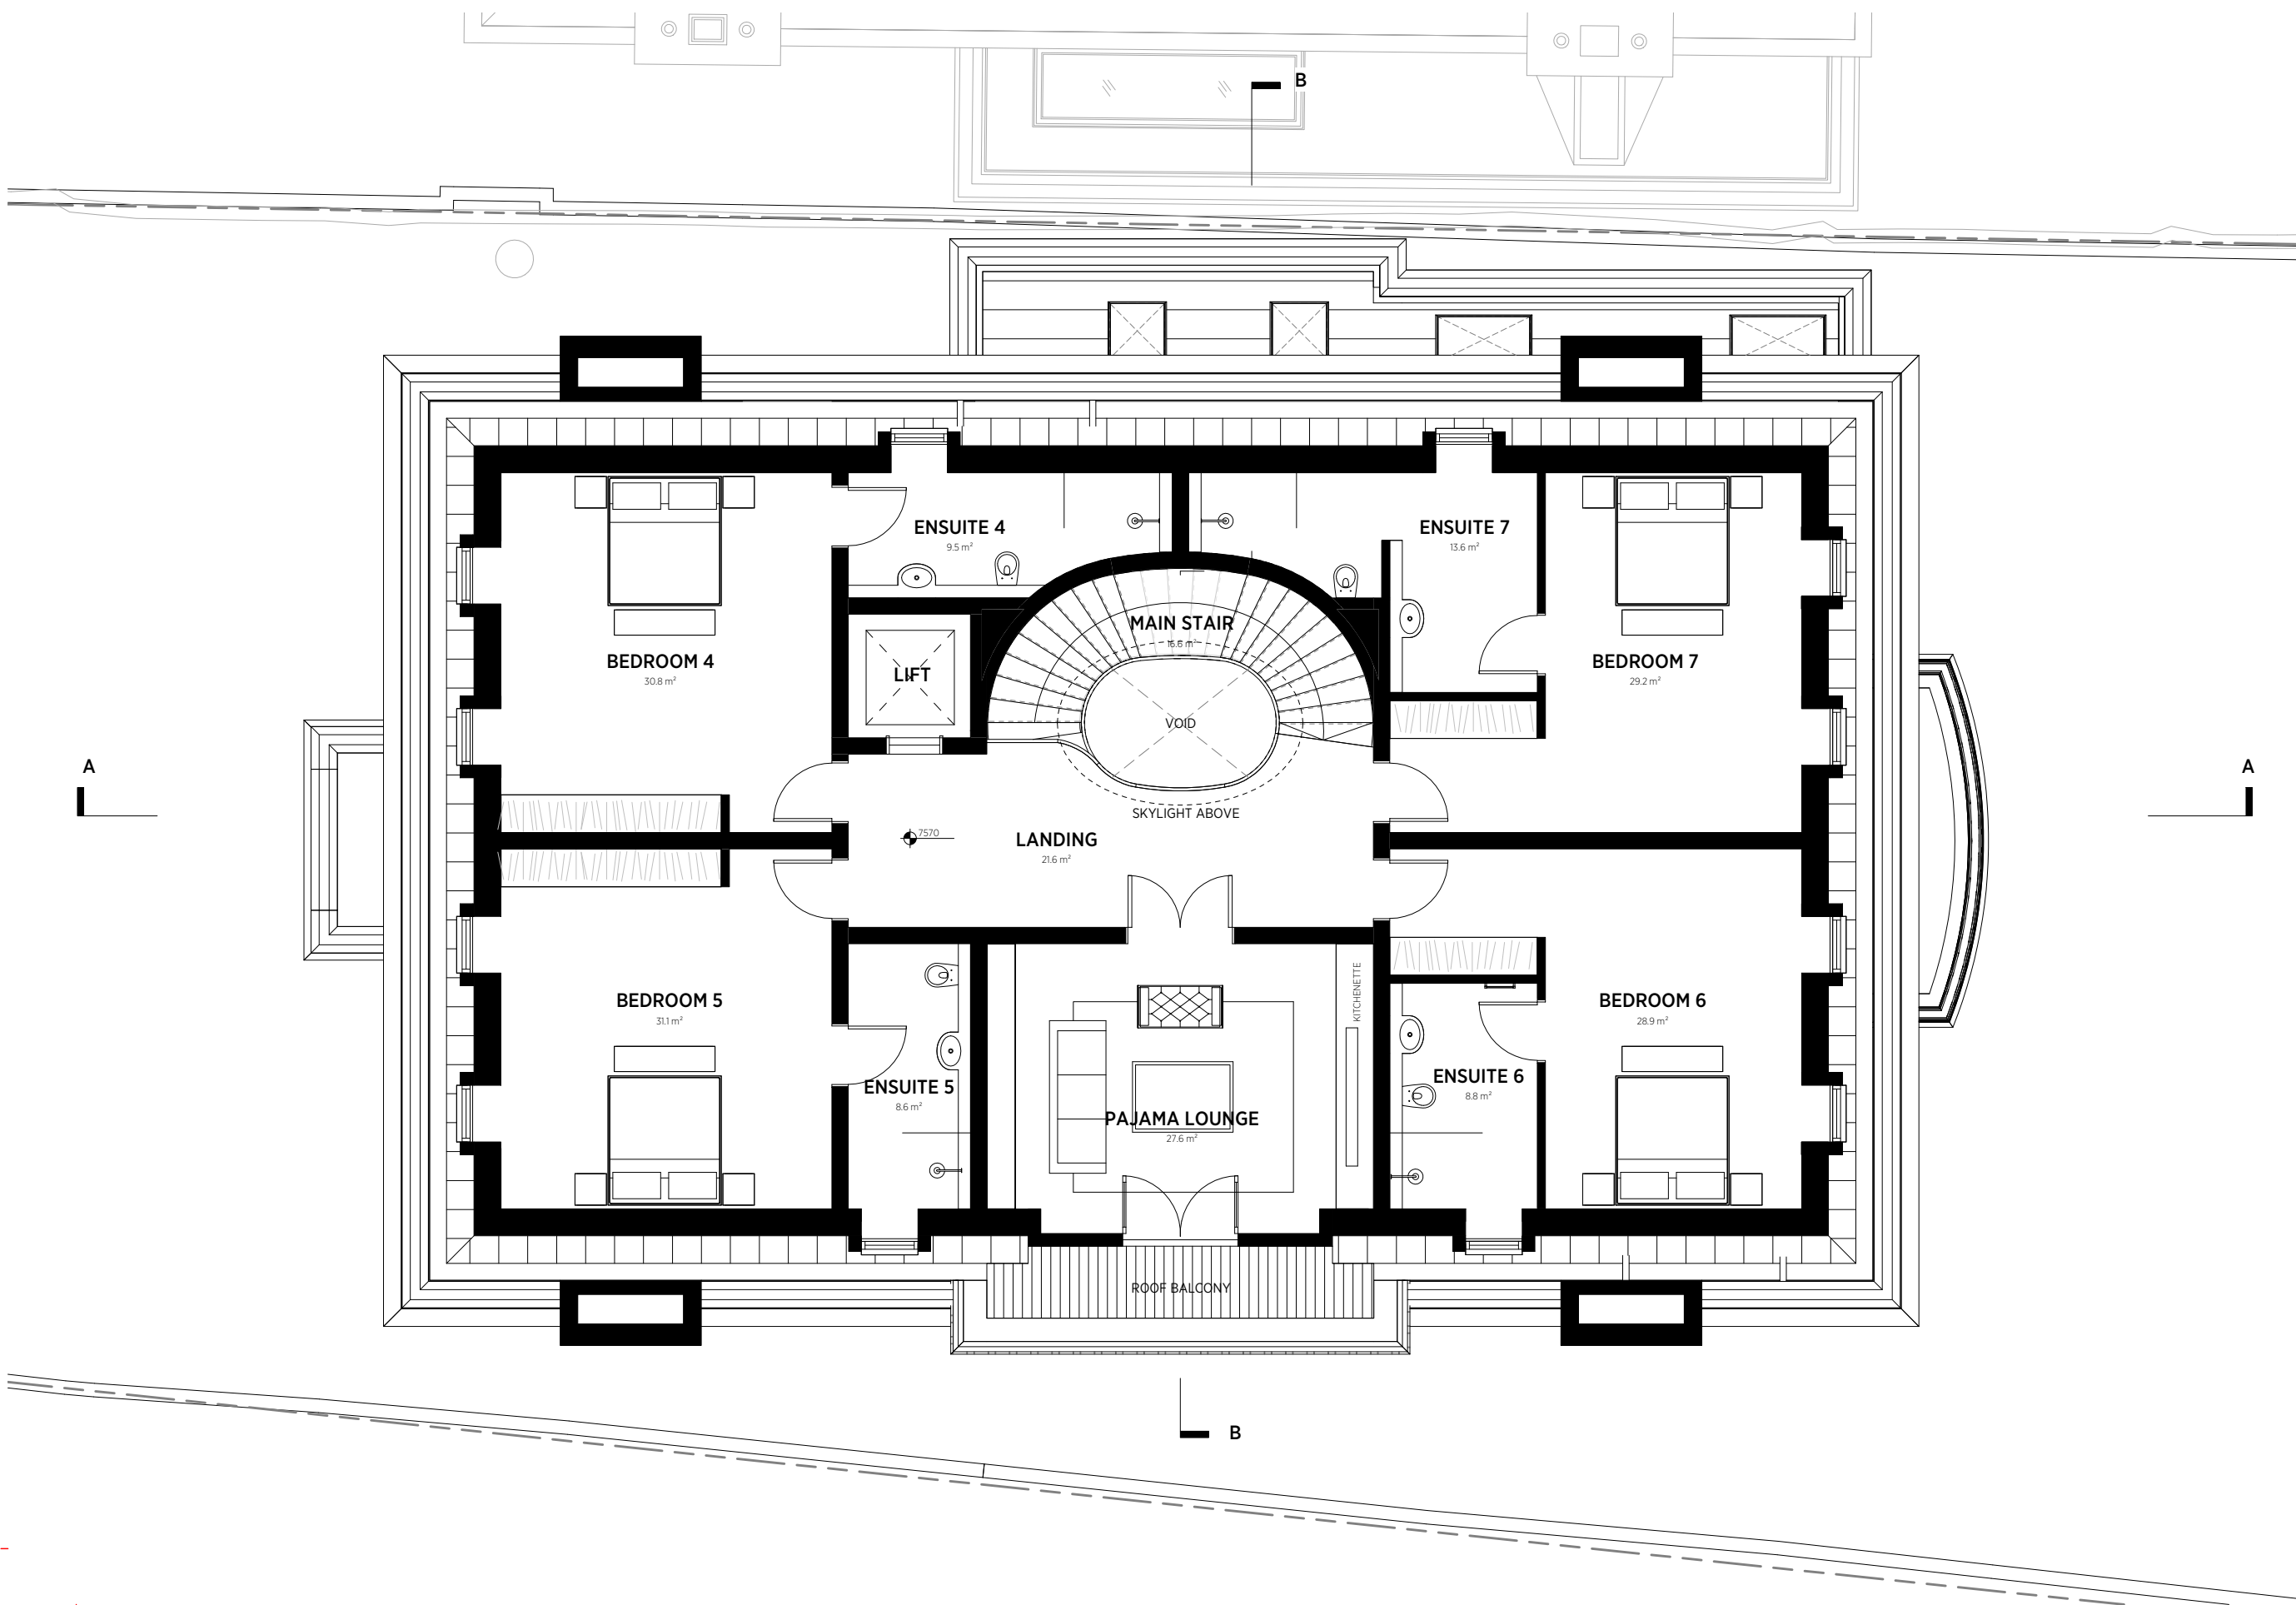 B
ENSUITE 4
9.5 m²
ENSUITE 7
13.6 m²
MAIN STAIR
16.6 m²
BEDROOM 4
30.8 m²
LIFT
BEDROOM 7
29.2 m²
VOID
A
A
SKYLIGHT ABOVE
7570
LANDING
21.6 m²
BEDROOM 5
31.1 m²
KITCHENETTE
BEDROOM 6
28.9 m²
ENSUITE 5
8.6 m²
ENSUITE 6
8.8 m²
PAJAMA LOUNGE
27.6 m²
ROOF BALCONY
B